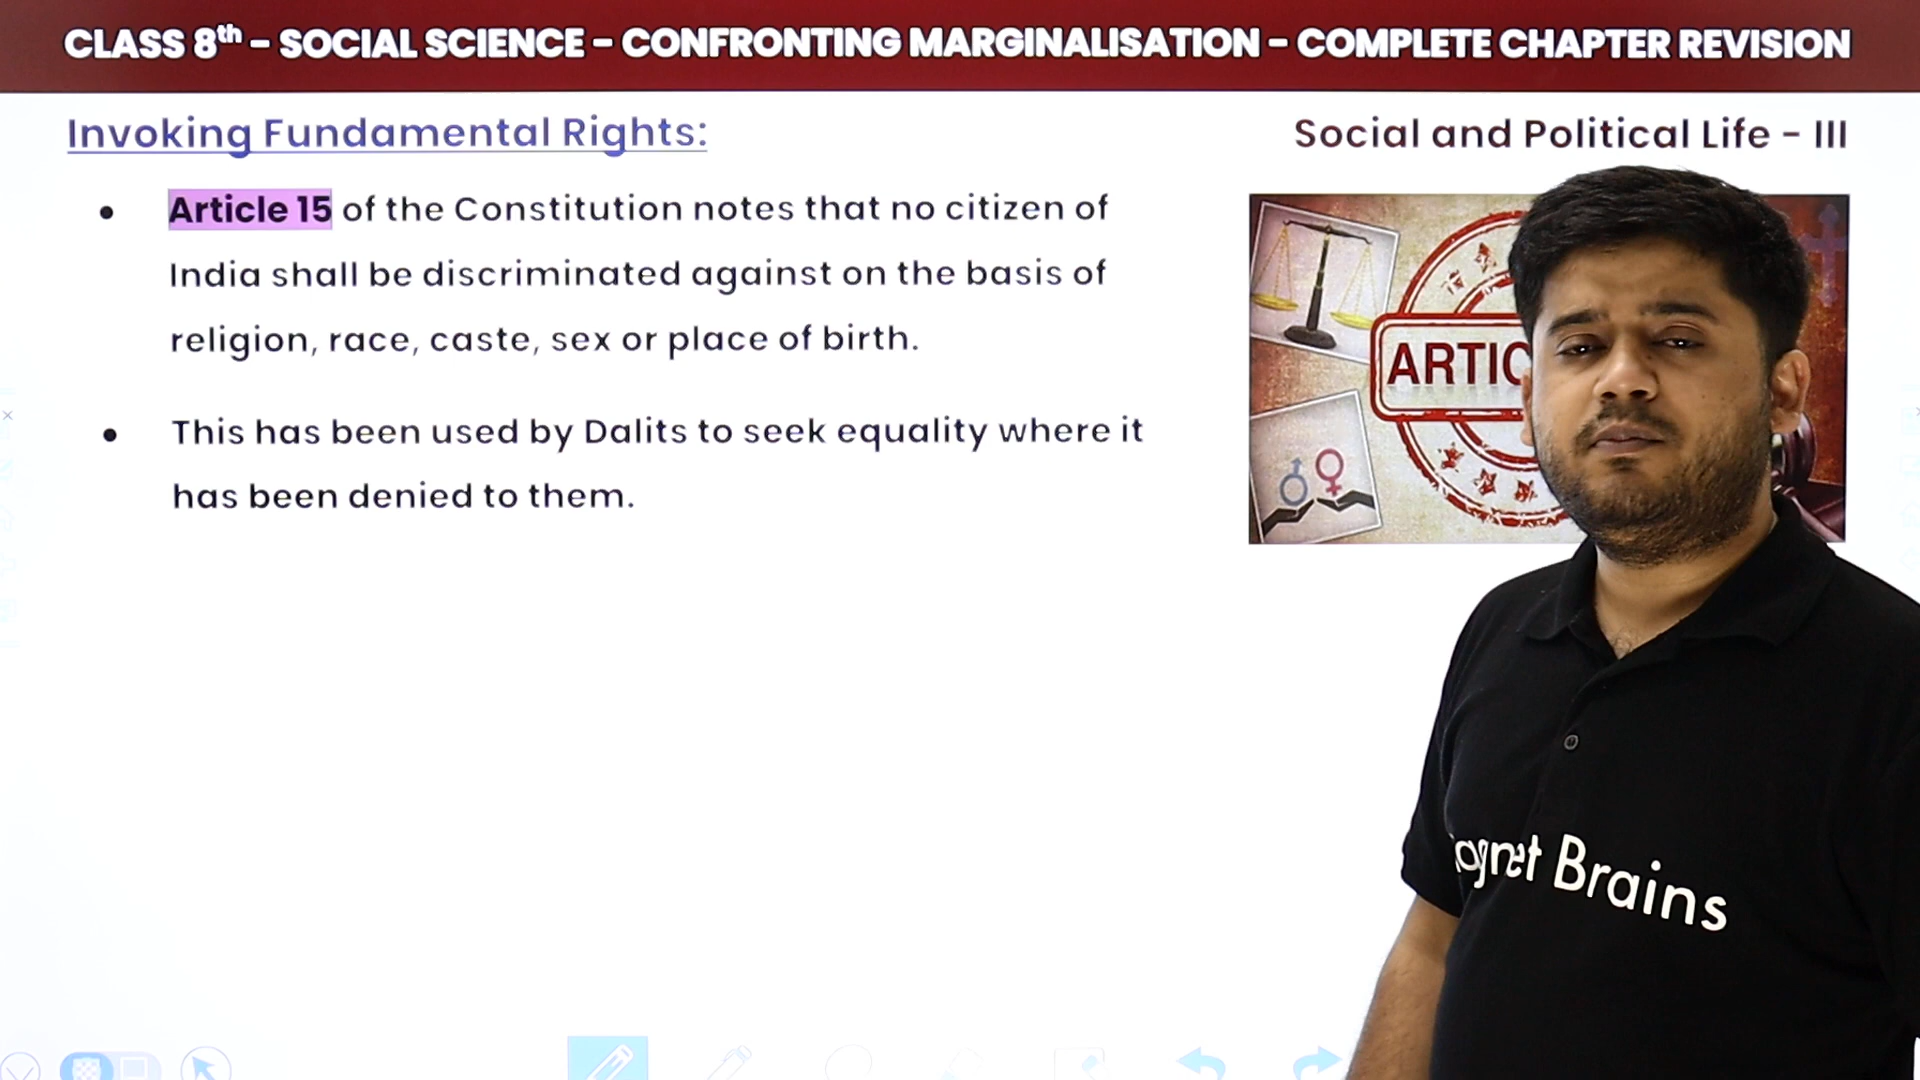 CLASS 8th – SOCIAL SCIENCE – CONFRONTING MARGINALISATION – COMPLETE CHAPTER REVISION
Invoking Fundamental Rights:
Social and Political Life – III
• Article 15 of the Constitution notes that no citizen of
India shall be discriminated against on the basis of
religion, race, caste, sex or place of birth.
• This has been used by Dalits to seek equality where it
has been denied to them.
ARTIC
agnet Brains